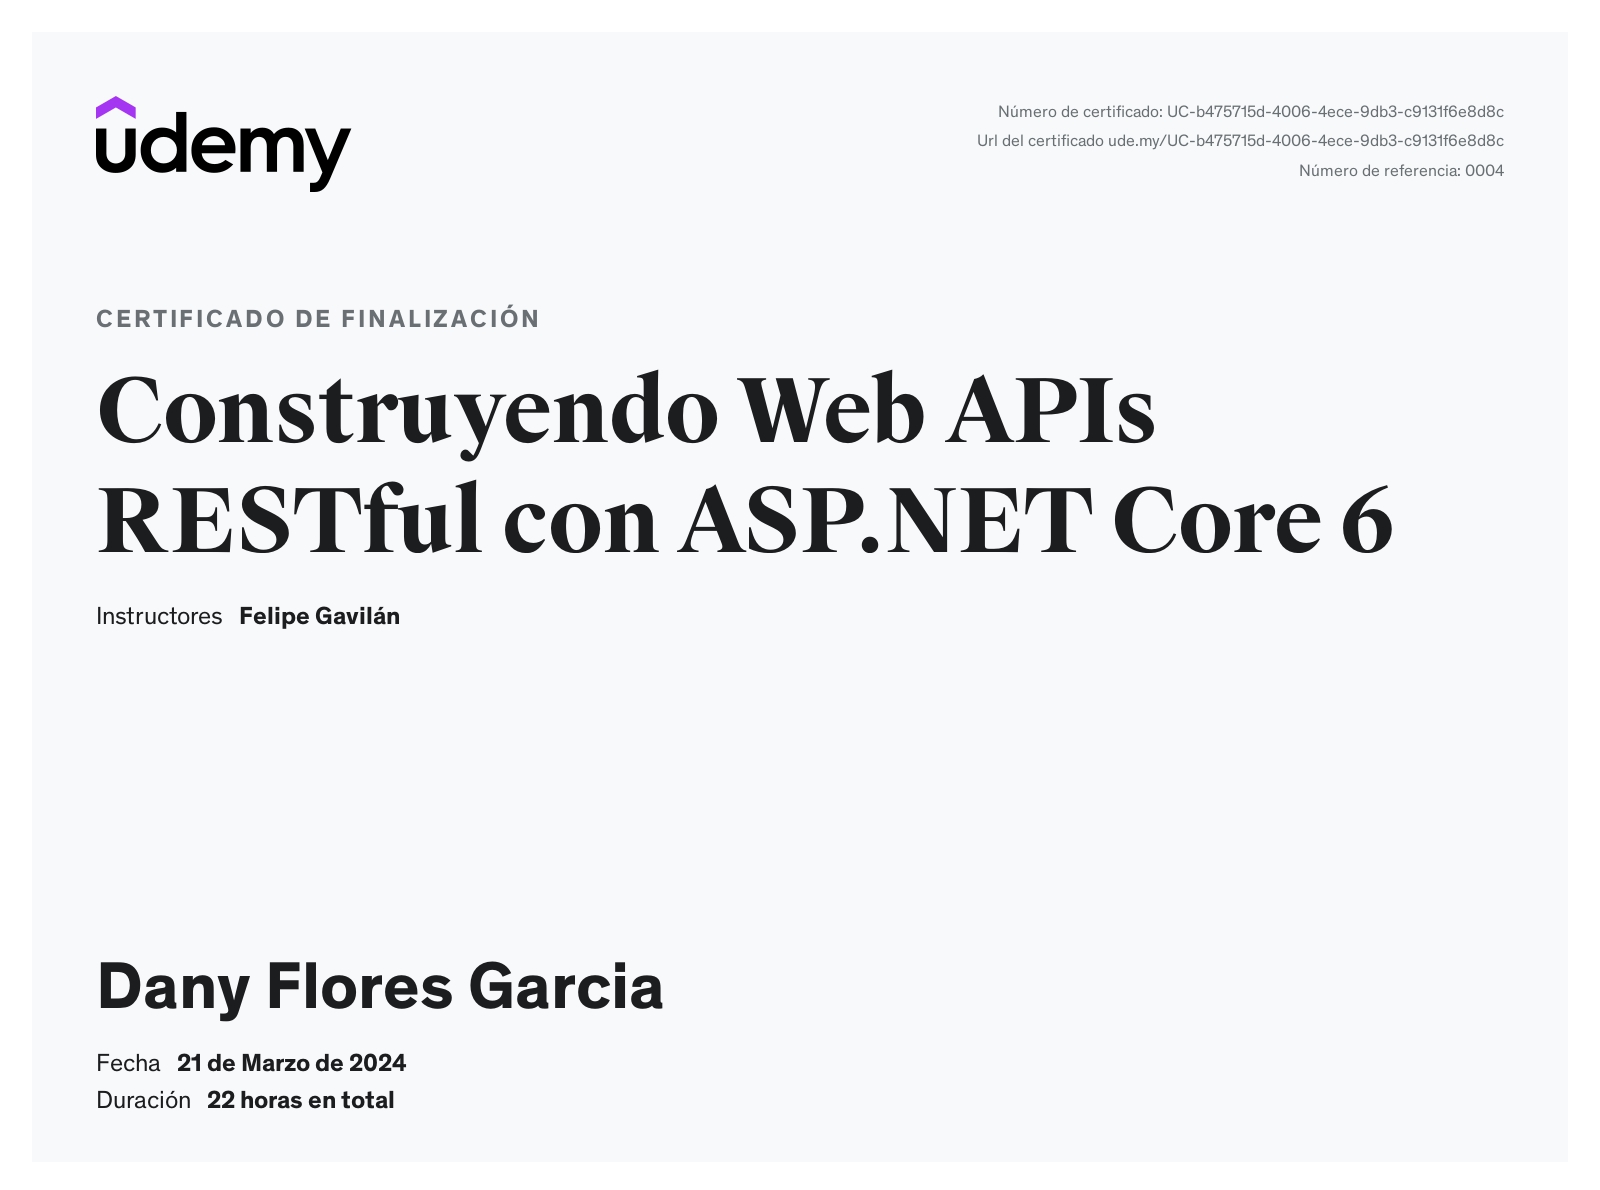 udemy
Número de certificado: UC-b475715d-4006-4ece-9db3-c9131f6e8d8c
Url del certificado ude.my/UC-b475715d-4006-4ece-9db3-c9131f6e8d8c
Número de referencia: 0004
CERTIFICADO DE FINALIZACIÓN
Construyendo Web APIs
RESTful con ASP.NET Core 6
Instructores Felipe Gavilán
Dany Flores Garcia
Fecha 21 de Marzo de 2024
Duración 22 horas en total